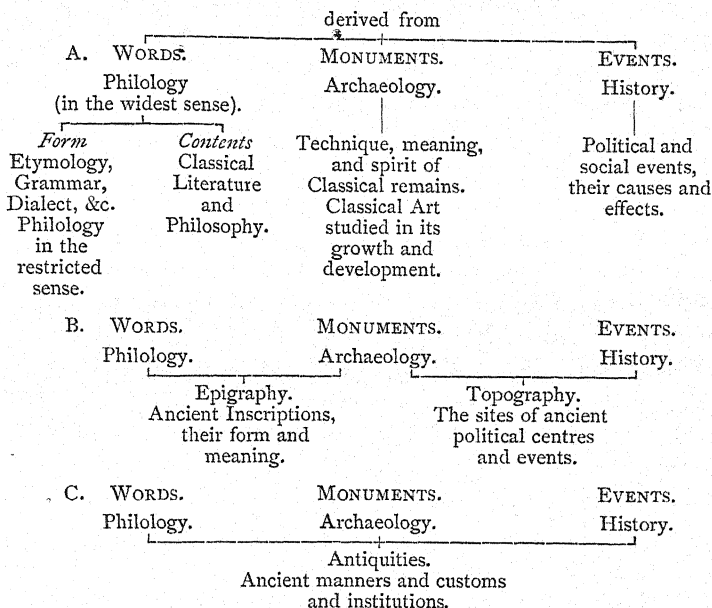 derived from
A. WORDS. MONUMENTS. EVENTS.
Philology Archaeology. History.
(in the widest sense).
Form Contents
Etymology, Classical
Grammar, Literature
Dialect, &c. and
Philology Philosophy.
in the
restricted
sense.
Technique, meaning,
and spirit of
Classical remains.
Classical Art
studied in its
growth and
development.
Political and
social events,
their causes and
effects.
B. WORDS. MONUMENTS. EVENTS.
Philology. Archaeology. History.
Epigraphy.
Ancient Inscriptions,
their form and
meaning.
Topography.
The sites of ancient
political centres
and events.
C. WORDS. MONUMENTS. EVENTS.
Philology. Archaeology. History.
Antiquities.
Ancient manners and customs
and institutions.